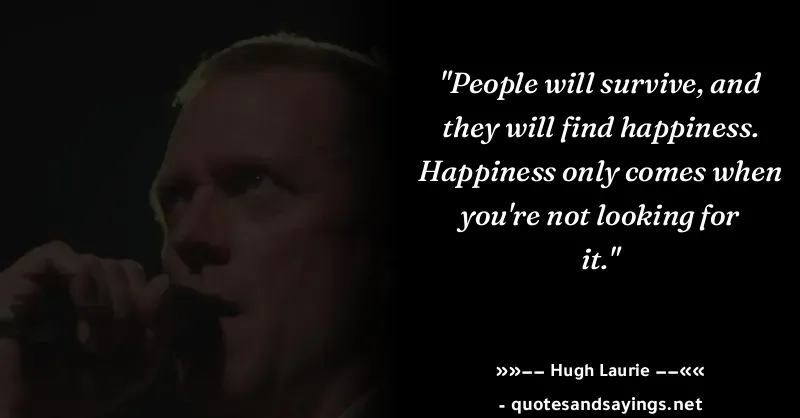 "People will survive, and
they will find happiness.
Happiness only comes when
you're not looking for
it."
»»–– Hugh Laurie ––««
- quotesandsayings.net